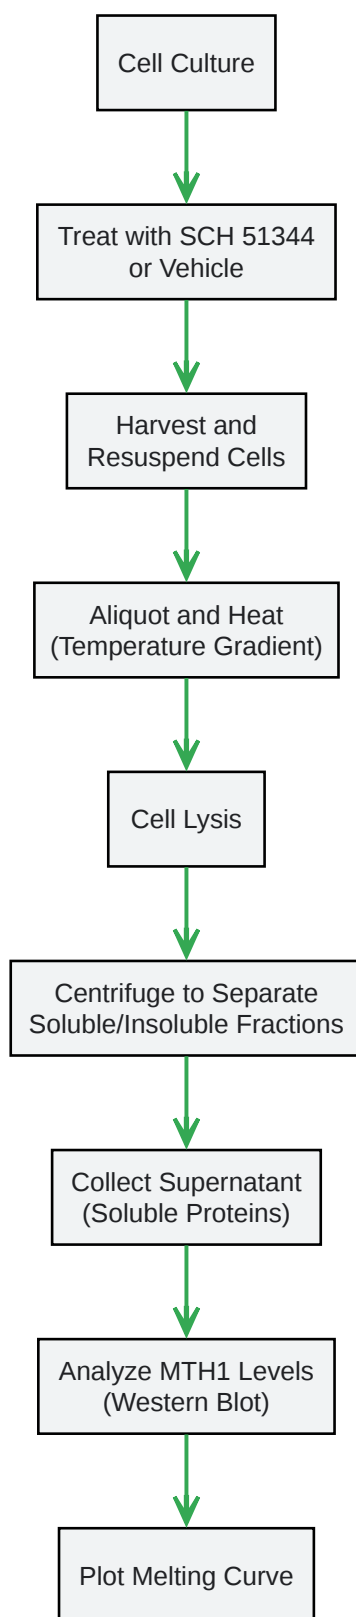 Cell Culture
Treat with SCH 51344
or Vehicle
Harvest and
Resuspend Cells
Aliquot and Heat
(Temperature Gradient)
Cell Lysis
Centrifuge to Separate
Soluble/Insoluble Fractions
Collect Supernatant
(Soluble Proteins)
Analyze MTH1 Levels
(Western Blot)
Plot Melting Curve